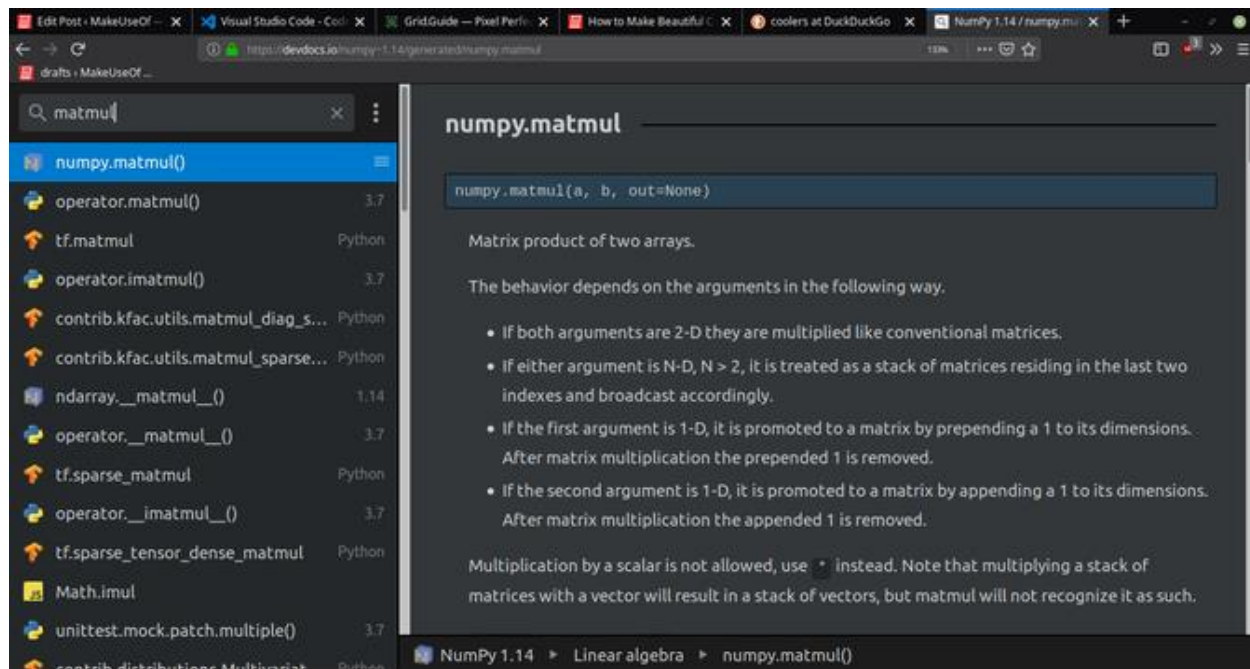 Edit Post ‹ MakeUseOf —
Visual Studio Code - Cod
Grid.Guide — Pixel Perfe
How to Make Beautiful C
coolers at DuckDuckGo
NumPy 1.14 / numpy.ma
https://devdocs.io/numpy~1.14/generated/numpy.matmul
133%
3
drafts ‹ MakeUseOf —
matmul
numpy.matmul()
operator.matmul() 3.7
tf.matmul Python
operator.imatmul() 3.7
contrib.kfac.utils.matmul_diag_s... Python
contrib.kfac.utils.matmul_sparse... Python
ndarray.__matmul__() 1.14
operator.__matmul__() 3.7
tf.sparse_matmul Python
operator.__imatmul__() 3.7
tf.sparse_tensor_dense_matmul Python
JS Math.imul
unittest.mock.patch.multiple() 3.7
contrib.distributions.Multivariat... Python
numpy.matmul
numpy.matmul(a, b, out=None)
Matrix product of two arrays.
The behavior depends on the arguments in the following way.
• If both arguments are 2-D they are multiplied like conventional matrices.
• If either argument is N-D, N > 2, it is treated as a stack of matrices residing in the last two
indexes and broadcast accordingly.
• If the first argument is 1-D, it is promoted to a matrix by prepending a 1 to its dimensions.
After matrix multiplication the prepended 1 is removed.
• If the second argument is 1-D, it is promoted to a matrix by appending a 1 to its dimensions.
After matrix multiplication the appended 1 is removed.
Multiplication by a scalar is not allowed, use * instead. Note that multiplying a stack of
matrices with a vector will result in a stack of vectors, but matmul will not recognize it as such.
NumPy 1.14 ▸ Linear algebra ▸ numpy.matmul()